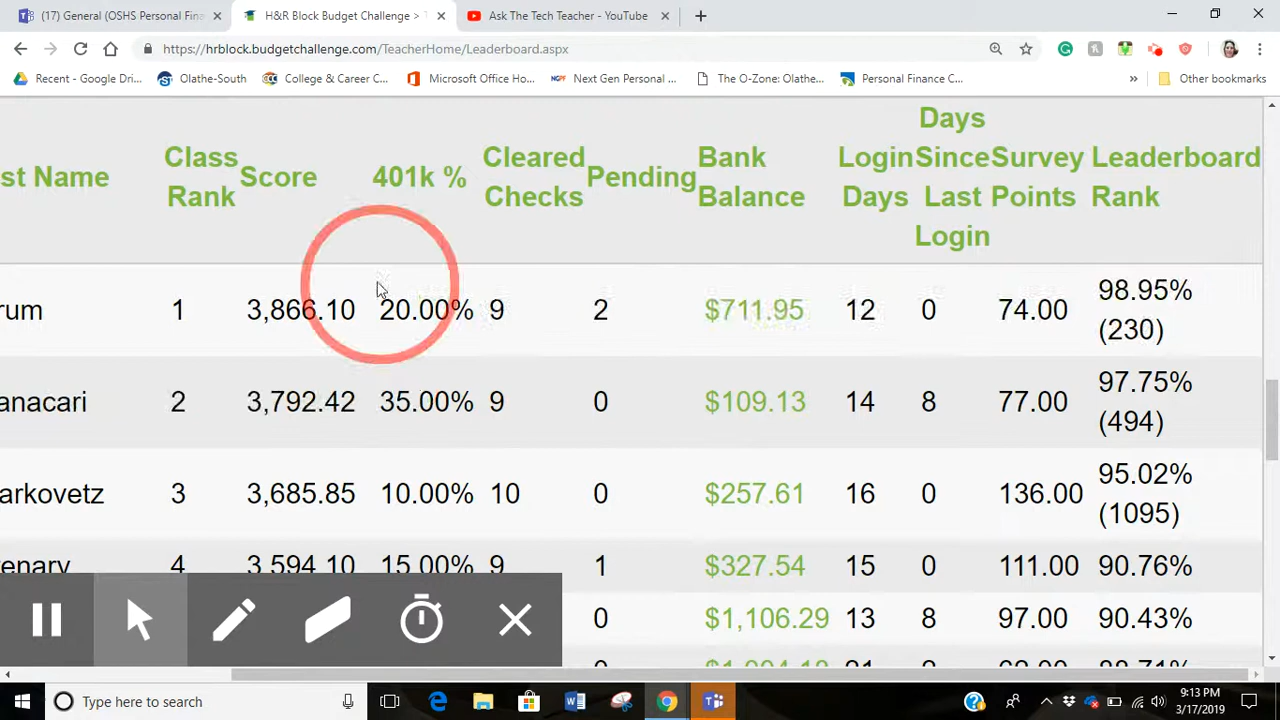 (17) General (OSHS Personal Fina
H&R Block Budget Challenge > T
Ask The Tech Teacher - YouTube
https://hrblock.budgetchallenge.com/TeacherHome/Leaderboard.aspx
Recent - Google Dri... Olathe-South College & Career C... Microsoft Office Ho... Next Gen Personal ... The O-Zone: Olathe... Personal Finance C... » Other bookmarks
st Name Class Rank Score 401k % Cleared Checks Pending Bank Balance Login Days Days Since Last Login Survey Points Leaderboard Rank
rum 1 3,866.10 20.00% 9 2 $711.95 12 0 74.00 98.95% (230)
anacari 2 3,792.42 35.00% 9 0 $109.13 14 8 77.00 97.75% (494)
arkovetz 3 3,685.85 10.00% 10 0 $257.61 16 0 136.00 95.02% (1095)
enary 4 3,594.10 15.00% 9 1 $327.54 15 0 111.00 90.76%
0 $1,106.29 13 8 97.00 90.43%
Type here to search
9:13 PM
3/17/2019